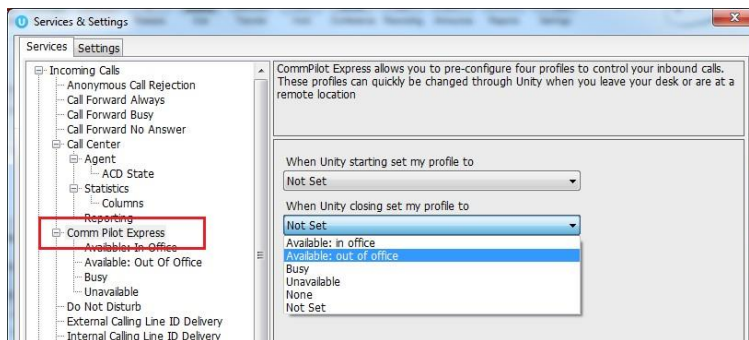 Services & Settings
Services
Settings
Incoming Calls
Anonymous Call Rejection
Call Forward Always
Call Forward Busy
Call Forward No Answer
Call Center
Agent
ACD State
Statistics
Columns
Reporting
Comm Pilot Express
Available: In Office
Available: Out Of Office
Busy
Unavailable
Do Not Disturb
External Calling Line ID Delivery
Internal Calling Line ID Delivery
CommPilot Express allows you to pre-configure four profiles to control your inbound calls.
These profiles can quickly be changed through Unity when you leave your desk or are at a
remote location
When Unity starting set my profile to
Not Set
When Unity closing set my profile to
Not Set
Available: in office
Available: out of office
Busy
Unavailable
None
Not Set